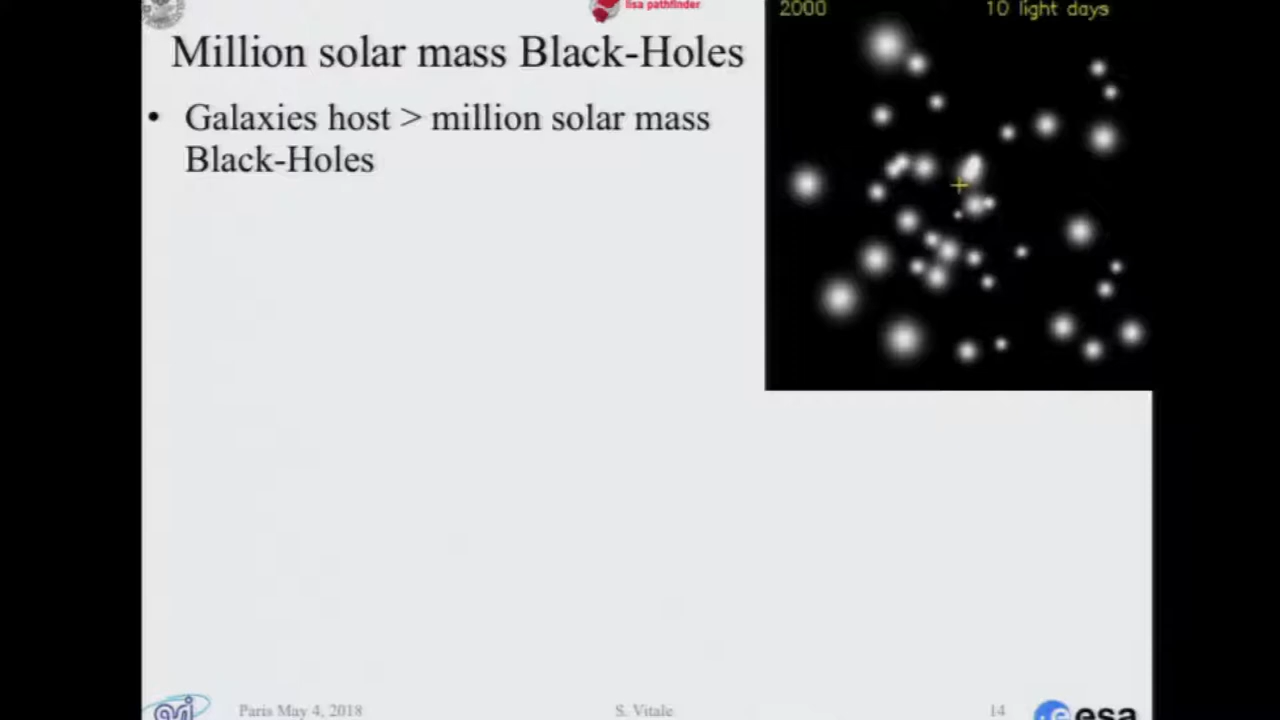 lisa pathfinder
2000 10 light days
Million solar mass Black-Holes
• Galaxies host > million solar mass
Black-Holes
Paris May 4, 2018 S. Vitale 14
esa